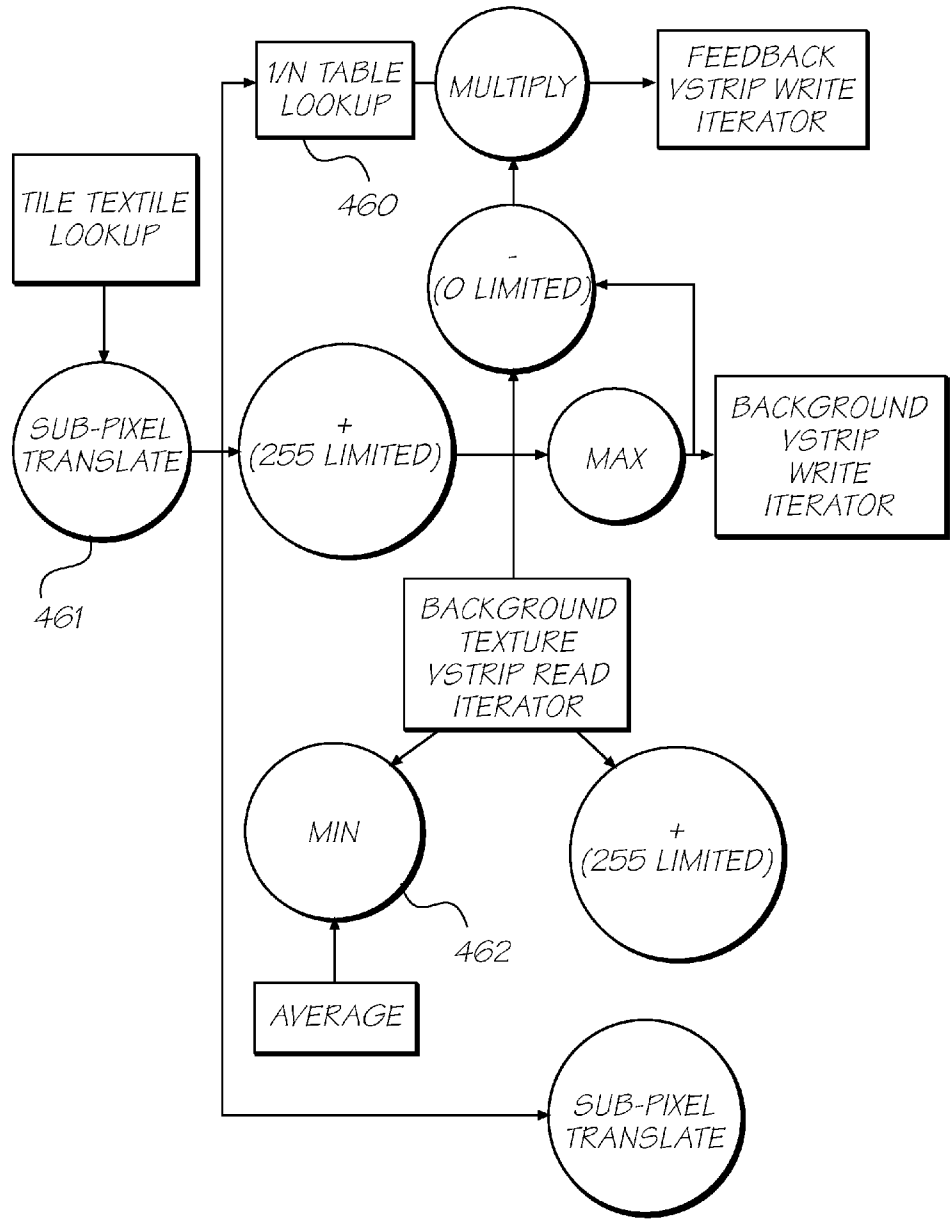 1/N TABLE
LOOKUP
460
MULTIPLY
FEEDBACK
VSTRIP WRITE
ITERATOR
TILE TEXTILE
LOOKUP
-
(0 LIMITED)
SUB-PIXEL
TRANSLATE
461
+
(255 LIMITED)
MAX
BACKGROUND
VSTRIP
WRITE
ITERATOR
BACKGROUND
TEXTURE
VSTRIP READ
ITERATOR
MIN
462
+
(255 LIMITED)
AVERAGE
SUB-PIXEL
TRANSLATE